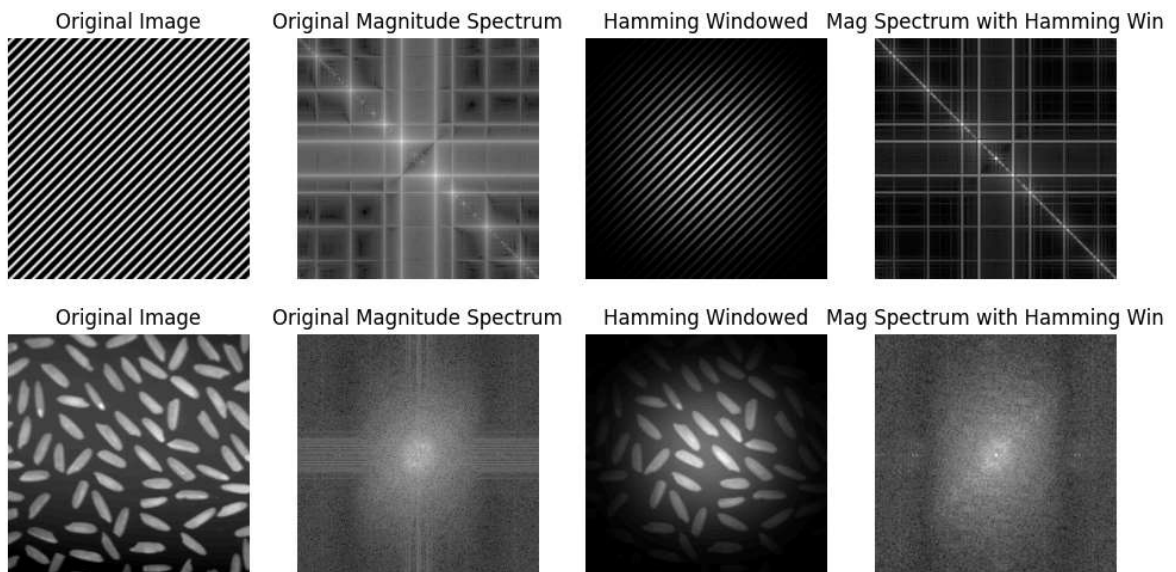 Original Image
Original Magnitude Spectrum
Hamming Windowed
Mag Spectrum with Hamming Win
Original Image
Original Magnitude Spectrum
Hamming Windowed
Mag Spectrum with Hamming Win